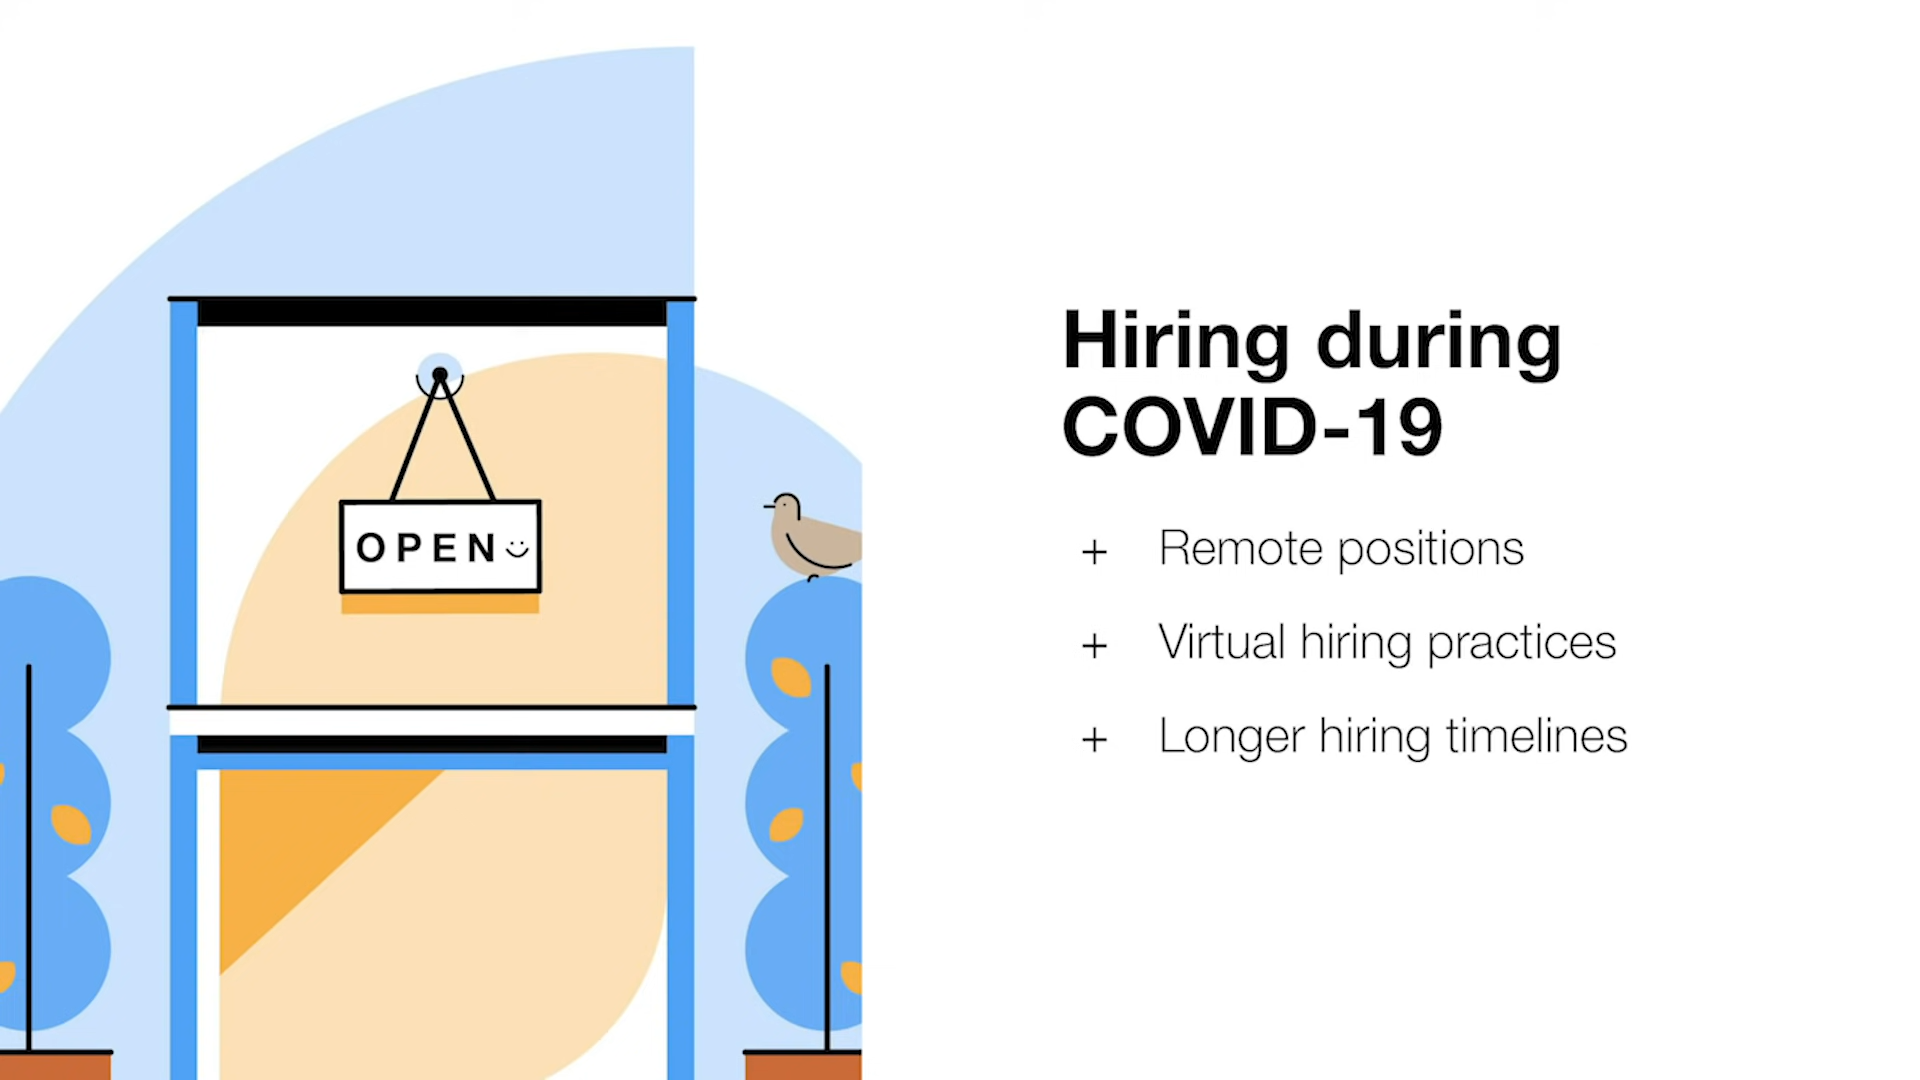 OPEN
Hiring during
COVID-19
+ Remote positions
+ Virtual hiring practices
+ Longer hiring timelines